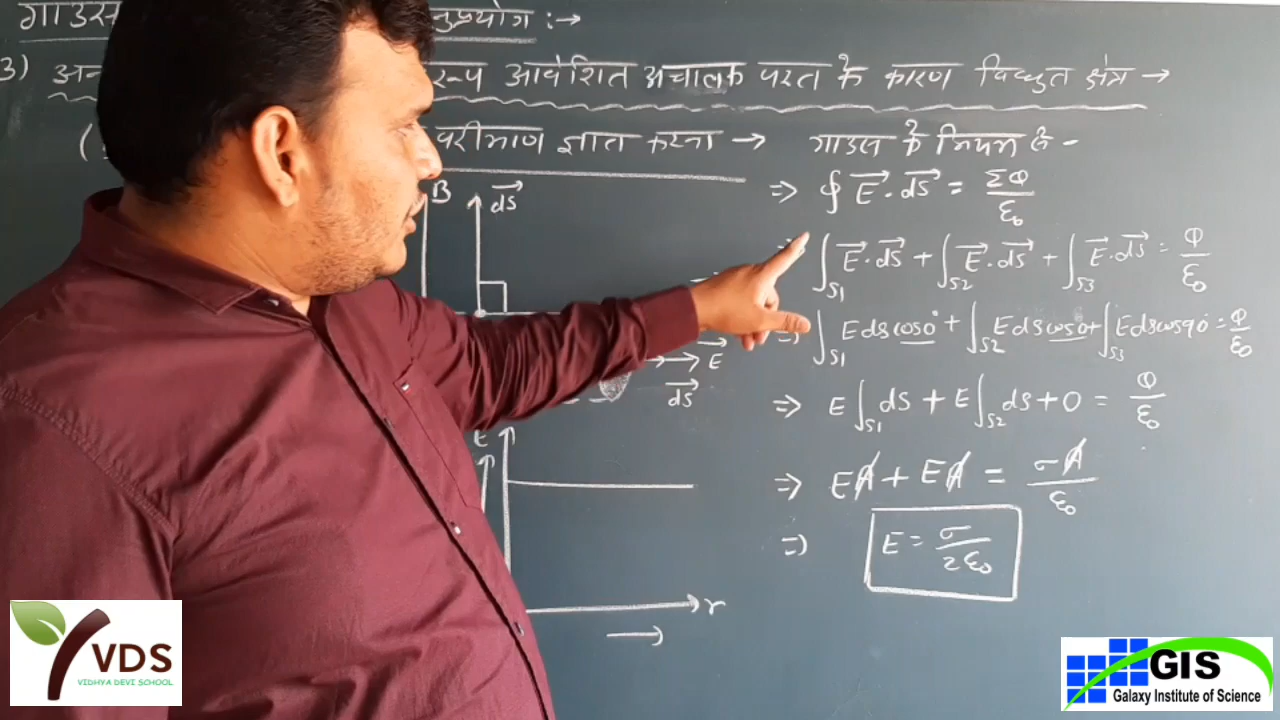 गाउस नुप्रयोग :→
3) अन रूप आवेशित अचालक परत के कारण विद्युत क्षेत्र →
( परीमाण ज्ञात करना → गाउस के नियम से -
B ds
=> ∮ E⃗ · ds⃗ = ΣQ/ε₀
∫S1 E⃗ · ds⃗ + ∫S2 E⃗ · ds⃗ + ∫S3 E⃗ · ds⃗ = Q/ε₀
=> ∫S1 Eds cos0° + ∫S2 Eds cos0 + ∫S3 Eds cos90° = Q/ε₀
E⃗
ds⃗
=> E ∫S1 ds + E ∫S2 ds + 0 = Q/ε₀
E
=> EA + EA = σA/ε₀
=> E = σ/2ε₀
r
VDS
VIDHYA DEVI SCHOOL
GIS
Galaxy Institute of Science